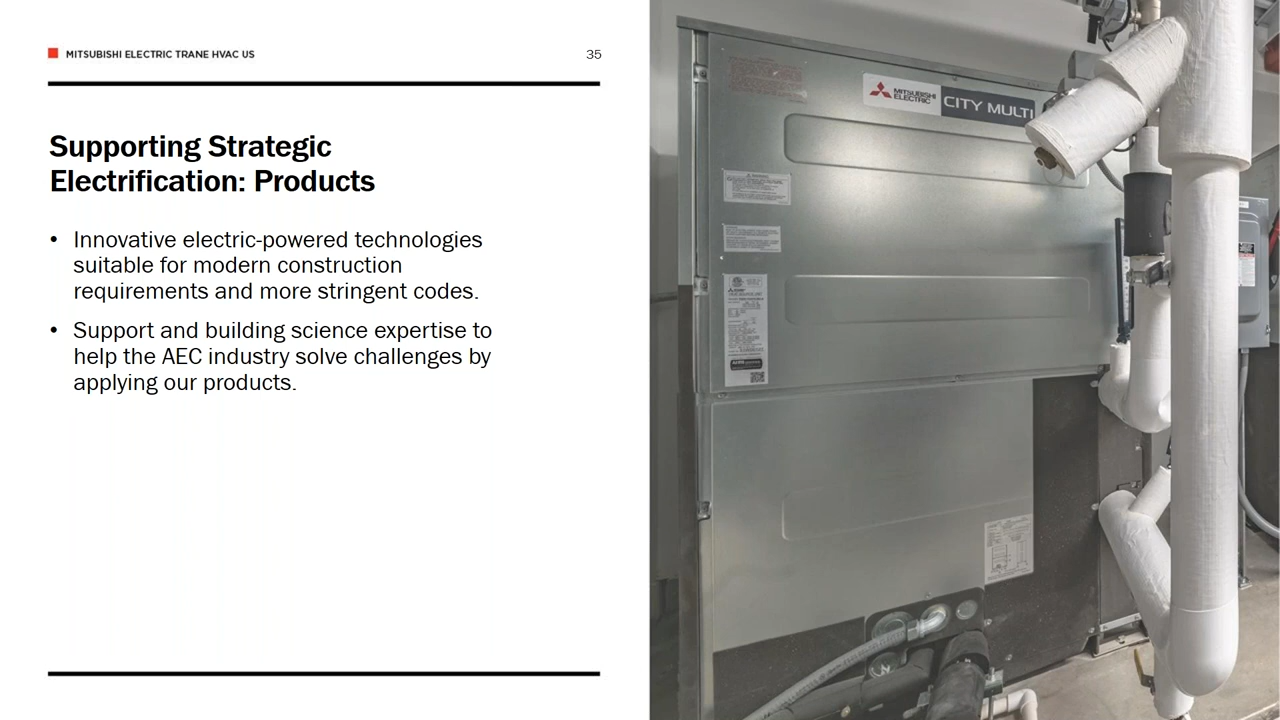 MITSUBISHI ELECTRIC TRANE HVAC US
35
Supporting Strategic
Electrification: Products
• Innovative electric-powered technologies
suitable for modern construction
requirements and more stringent codes.
• Support and building science expertise to
help the AEC industry solve challenges by
applying our products.
MITSUBISHI
ELECTRIC
CITY MULTI